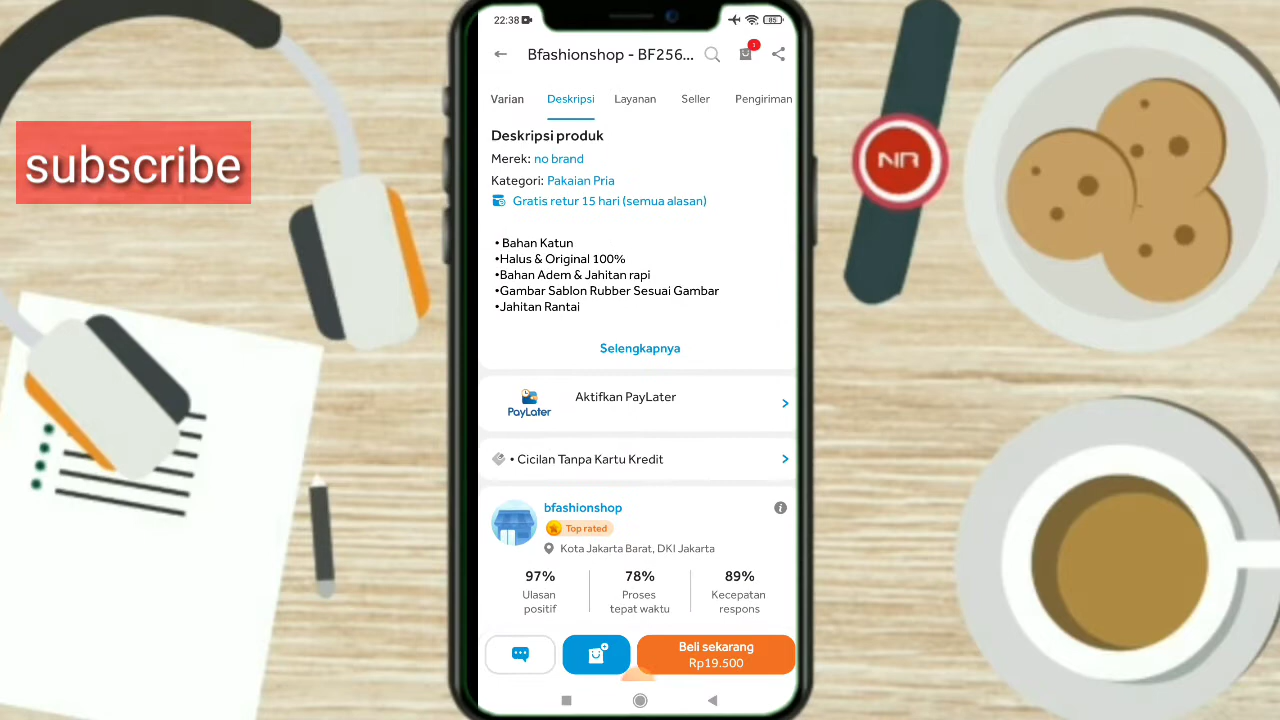 subscribe
22:38
85
Bfashionshop - BF256...
1
Varian Deskripsi Layanan Seller Pengiriman
Deskripsi produk
Merek: no brand
Kategori: Pakaian Pria
Gratis retur 15 hari (semua alasan)
• Bahan Katun
•Halus & Original 100%
•Bahan Adem & Jahitan rapi
•Gambar Sablon Rubber Sesuai Gambar
•Jahitan Rantai
Selengkapnya
PayLater
Aktifkan PayLater
• Cicilan Tanpa Kartu Kredit
bfashionshop
Top rated
Kota Jakarta Barat, DKI Jakarta
97% 78% 89%
Ulasan Proses Kecepatan
positif tepat waktu respons
Beli sekarang
Rp19.500
NR